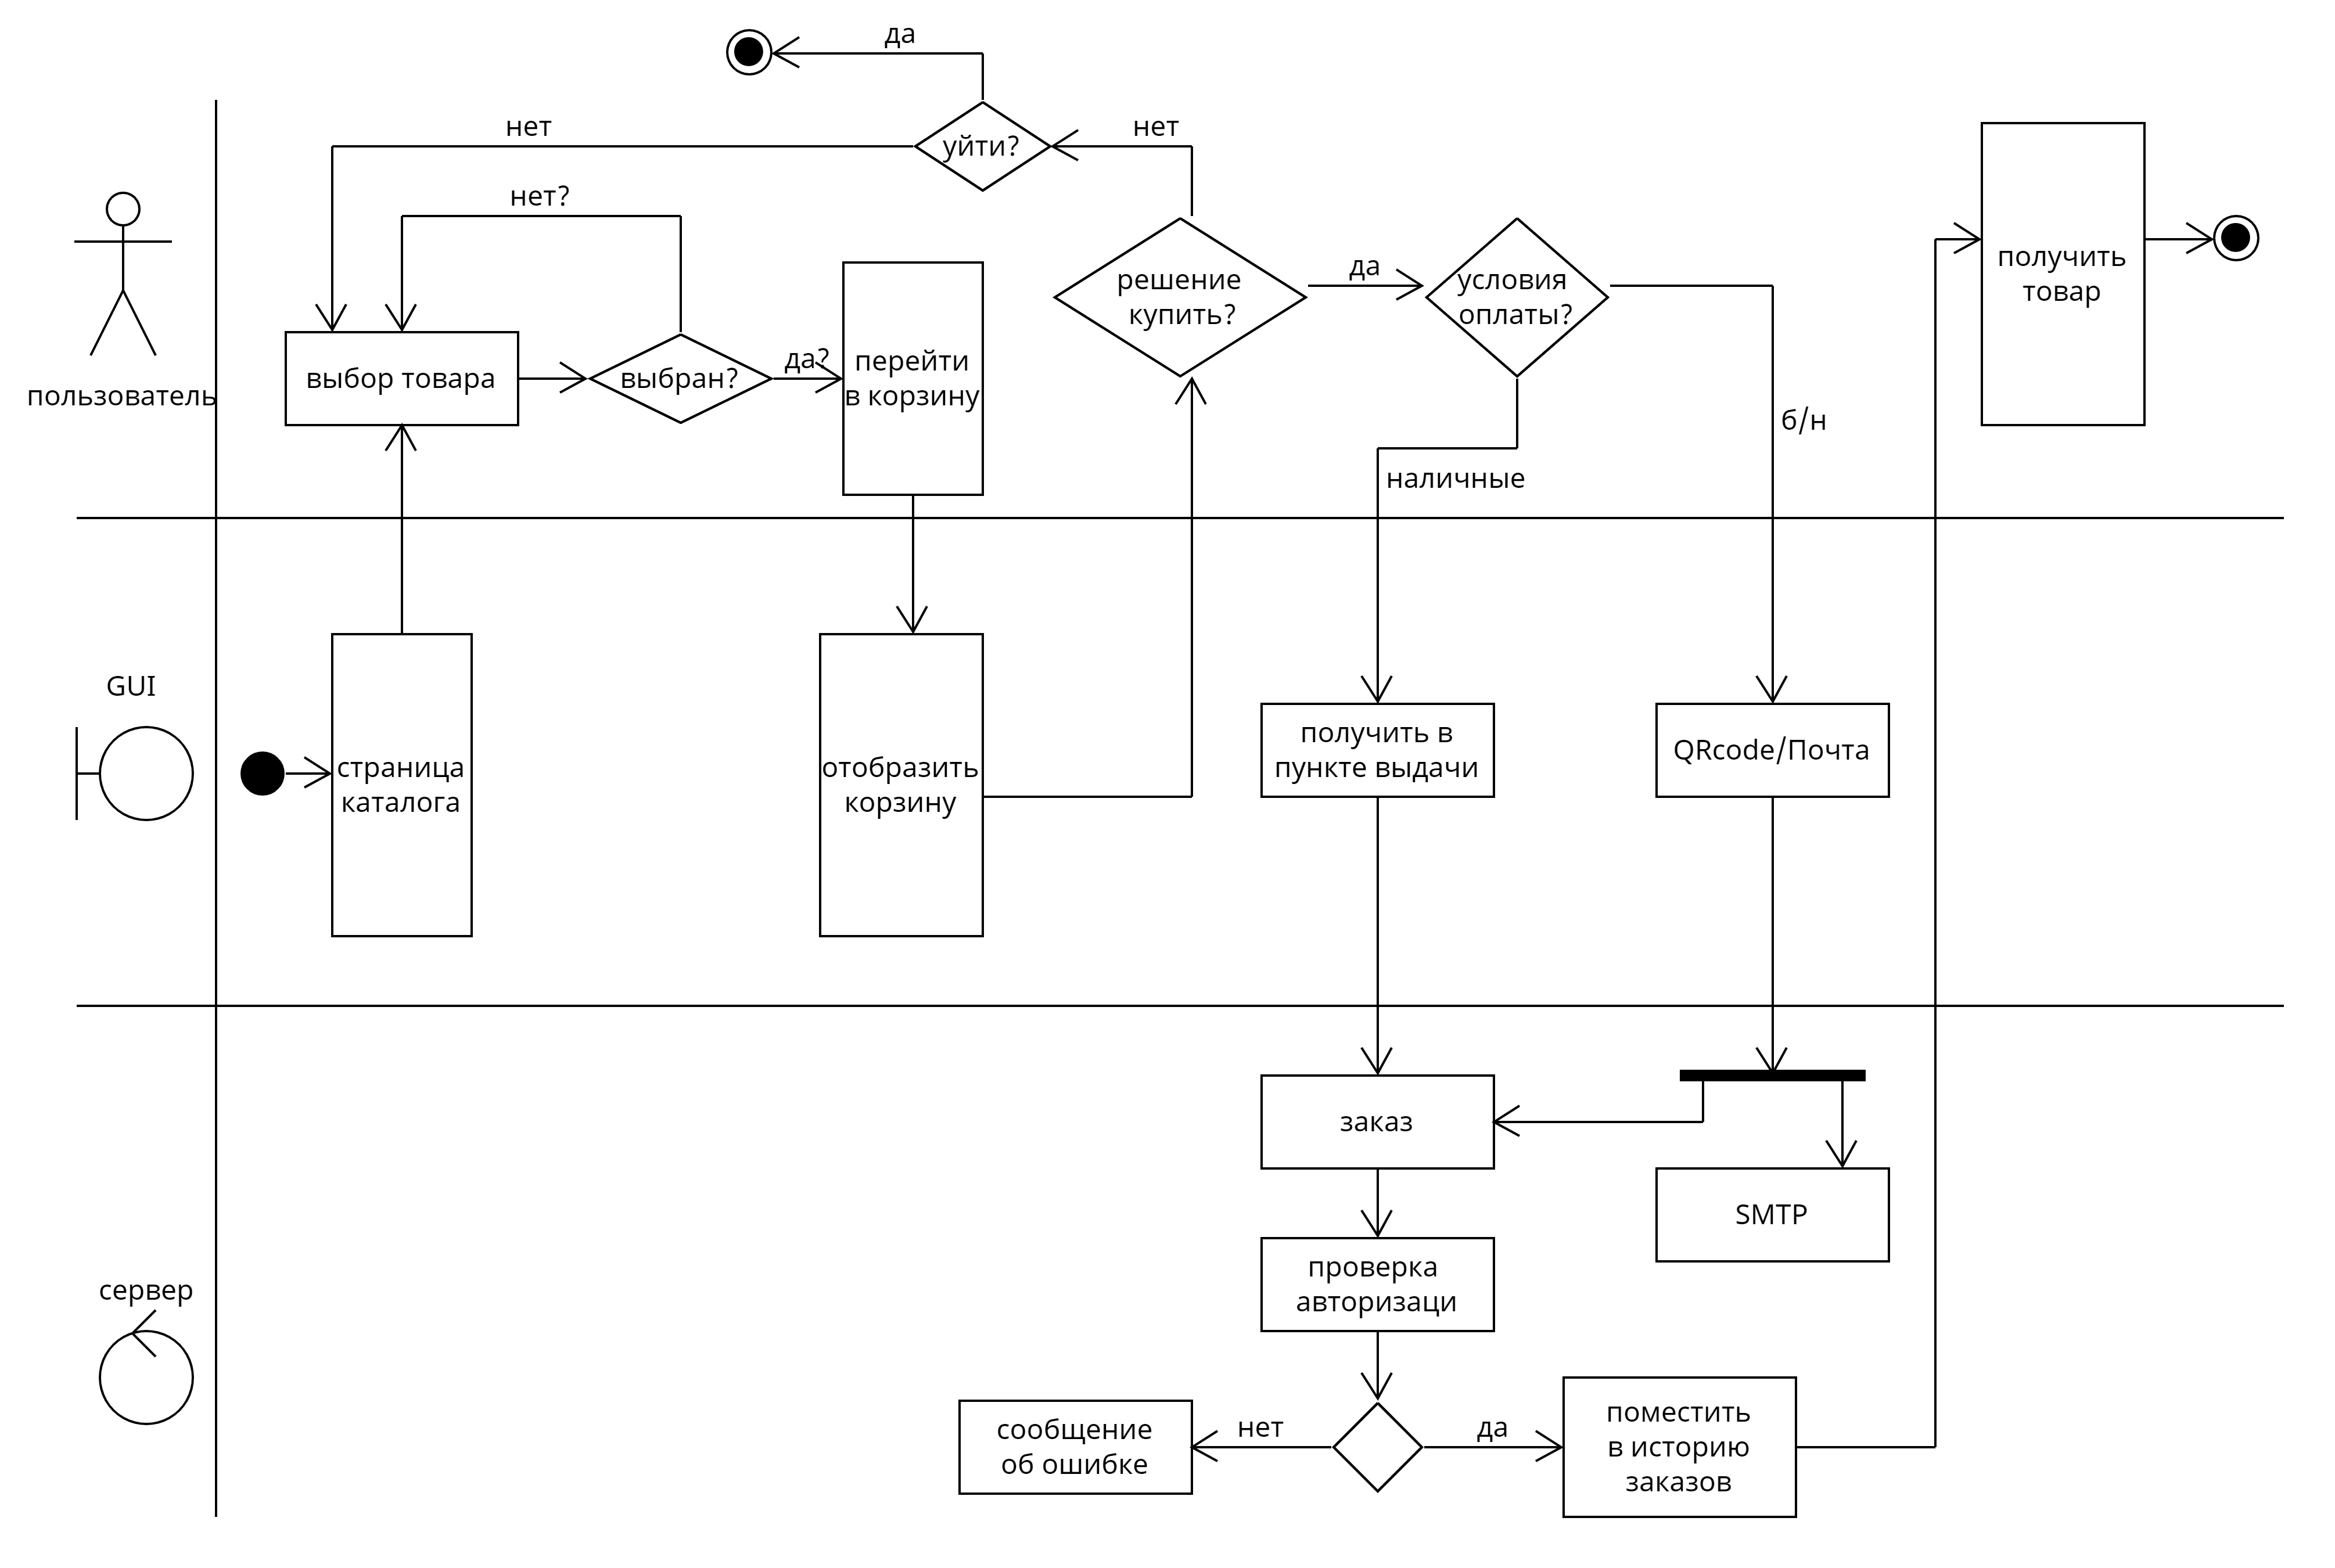 да
нет
уйти?
нет
нет?
пользователь
выбор товара
выбран?
да?
перейти
в корзину
решение
купить?
да
условия
оплаты?
б/н
наличные
получить
товар
GUI
страница
каталога
отобразить
корзину
получить в
пункте выдачи
QRcode/Почта
сервер
заказ
SMTP
проверка
авторизаци
сообщение
об ошибке
нет
да
поместить
в историю
заказов